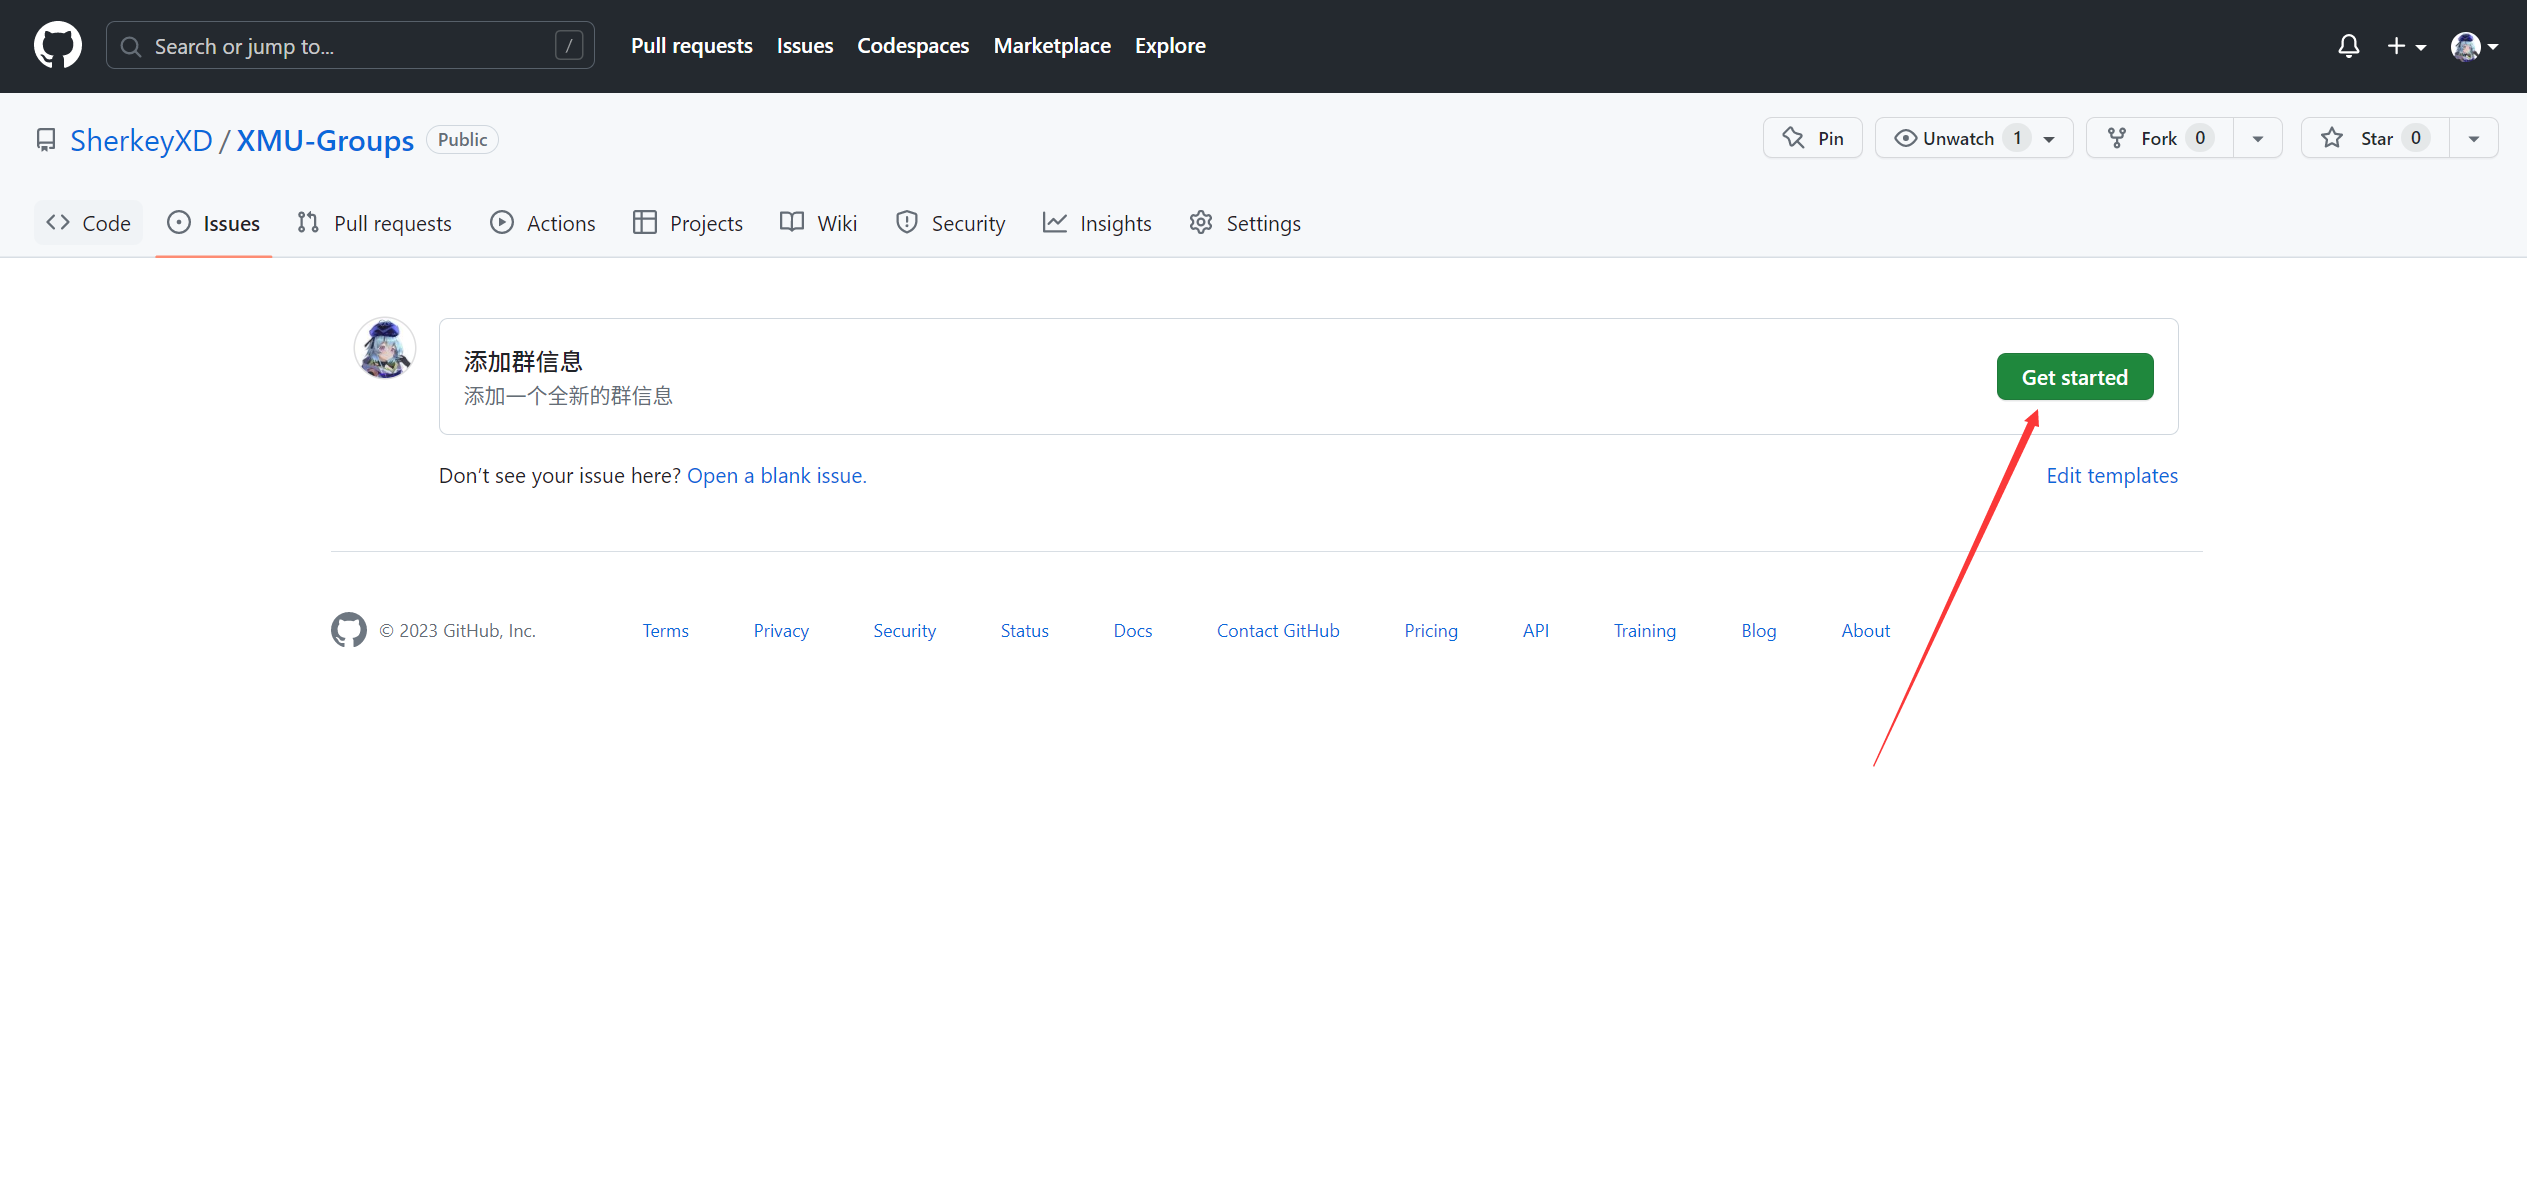 Search or jump to... /
Pull requests Issues Codespaces Marketplace Explore
SherkeyXD / XMU-Groups Public
Pin Unwatch 1 Fork 0 Star 0
Code Issues Pull requests Actions Projects Wiki Security Insights Settings
添加群信息
添加一个全新的群信息
Get started
Don’t see your issue here? Open a blank issue.
Edit templates
© 2023 GitHub, Inc. Terms Privacy Security Status Docs Contact GitHub Pricing API Training Blog About